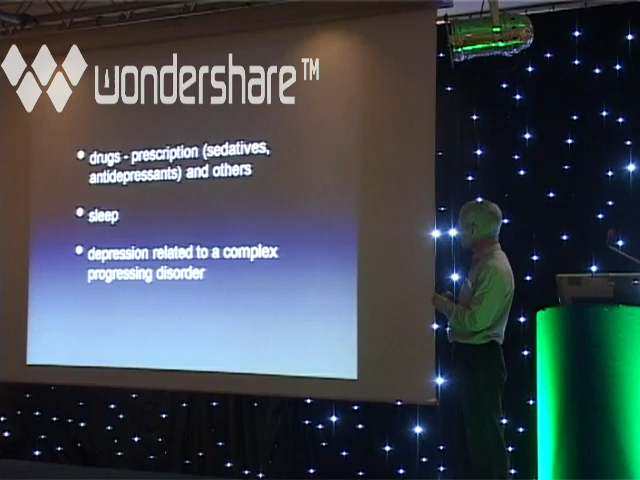 wondershare™
• drugs - prescription (sedatives,
antidepressants) and others
• sleep
• depression related to a complex
progressing disorder